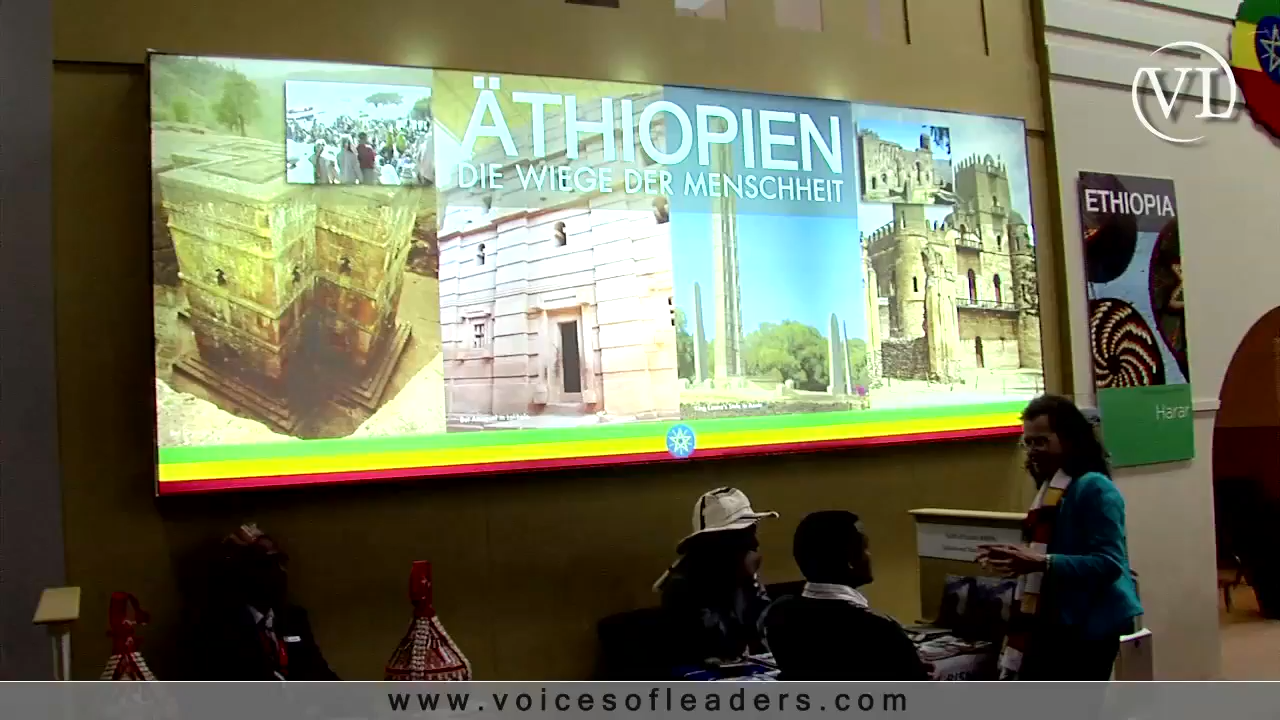 ÄTHIOPIEN
DIE WIEGE DER MENSCHHEIT
VL
ETHIOPIA
Harar
www.voicesofleaders.com